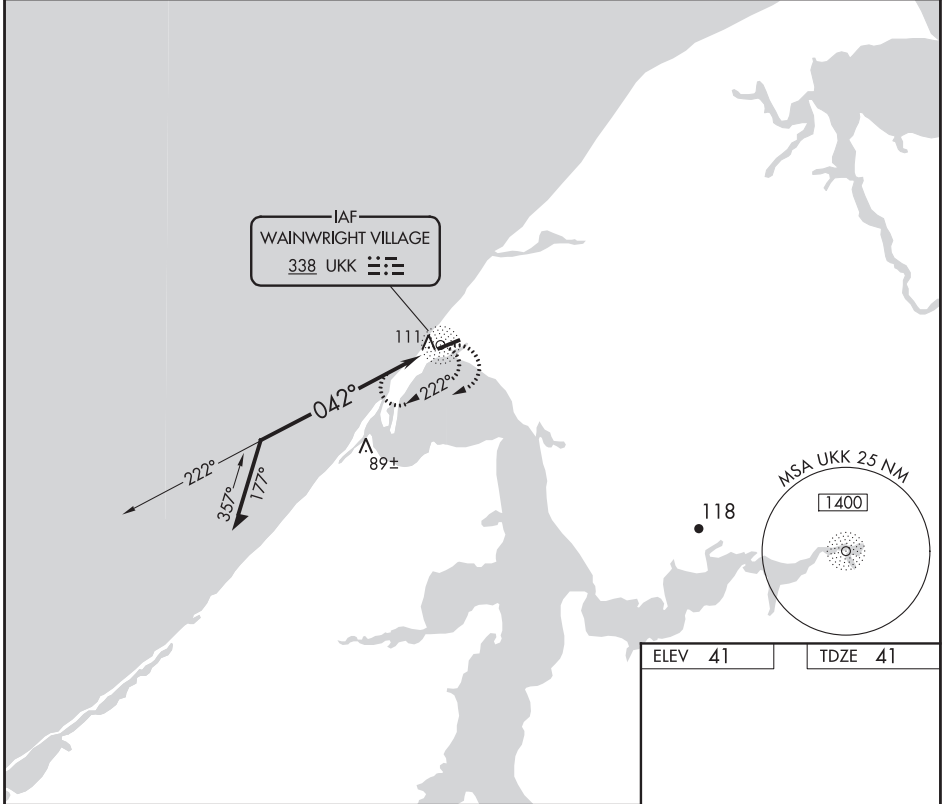 IAF
WAINWRIGHT VILLAGE
338 UKK
111
042°
222°
89±
222°
357°
177°
118
MSA UKK 25 NM
1400
ELEV 41
TDZE 41